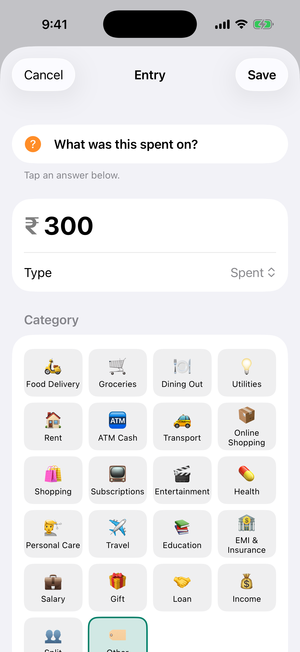 9:41
Cancel
Entry
Save
?
What was this spent on?
Tap an answer below.
₹ 300
Type
Spent
Category
Food Delivery
Groceries
Dining Out
Utilities
Rent
ATM
ATM Cash
Transport
Online
Shopping
Shopping
Subscriptions
Entertainment
Health
Personal Care
Travel
Education
EMI &
Insurance
Salary
Gift
Loan
Income
Split
Other